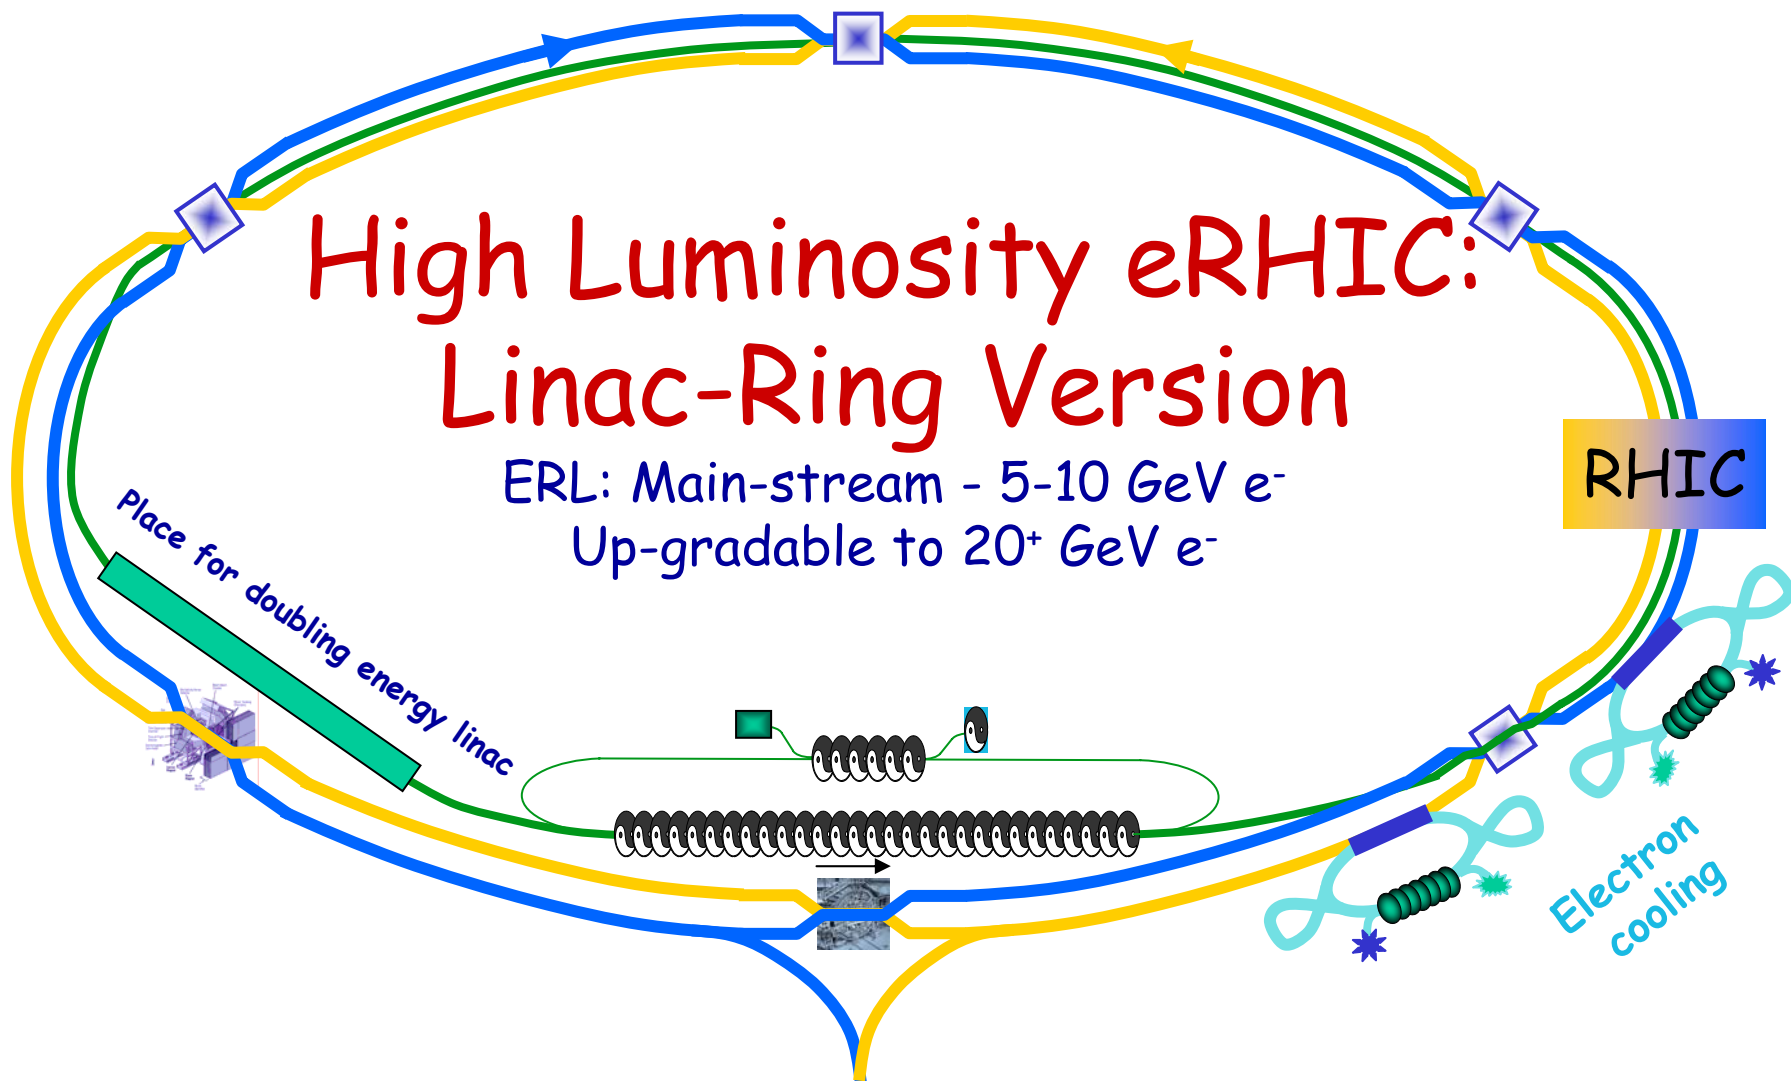 High Luminosity eRHIC:
Linac-Ring Version
ERL: Main-stream - 5-10 GeV e⁻
Up-gradable to 20⁺ GeV e⁻
RHIC
Place for doubling energy linac
Electron
cooling